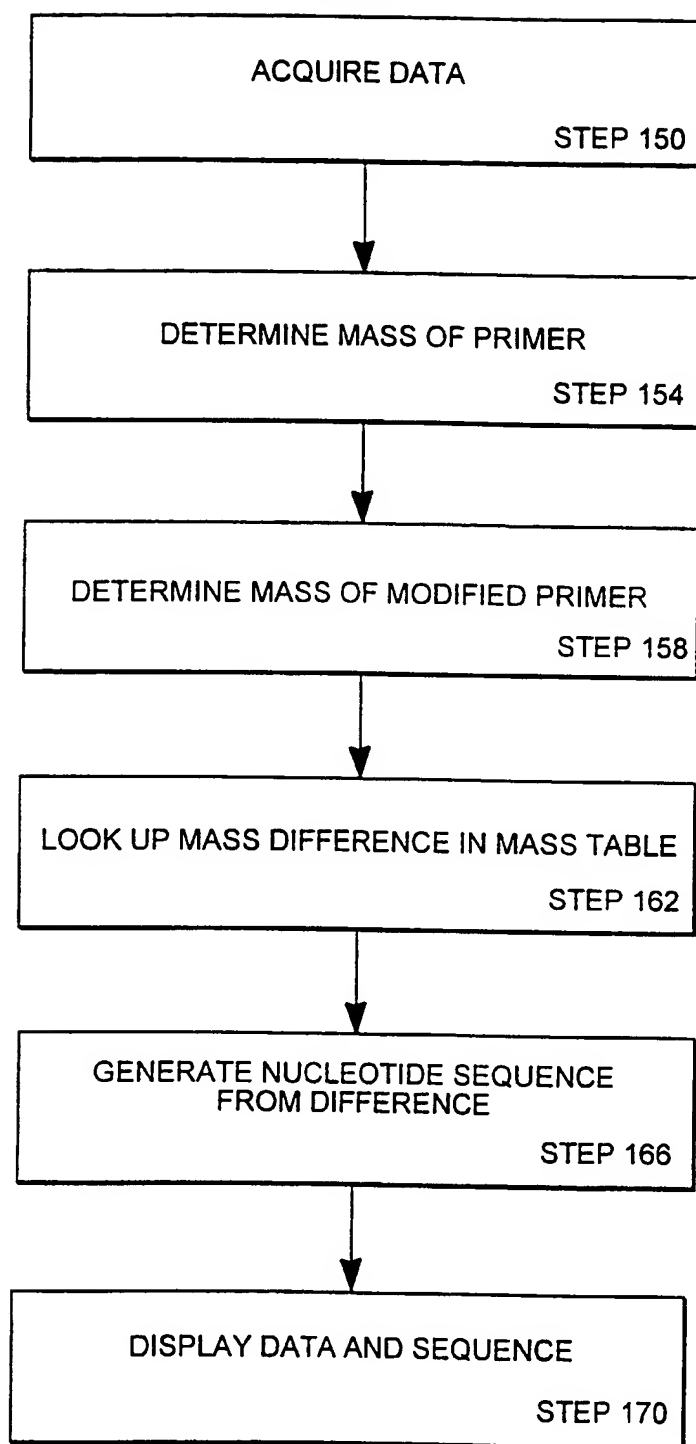 ACQUIRE DATA
STEP 150
DETERMINE MASS OF PRIMER
STEP 154
DETERMINE MASS OF MODIFIED PRIMER
STEP 158
LOOK UP MASS DIFFERENCE IN MASS TABLE
STEP 162
GENERATE NUCLEOTIDE SEQUENCE
FROM DIFFERENCE
STEP 166
DISPLAY DATA AND SEQUENCE
STEP 170